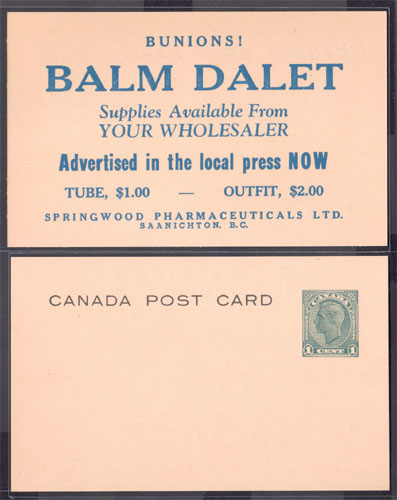 BUNIONS!
BALM DALET
Supplies Available From
YOUR WHOLESALER
Advertised in the local press NOW
TUBE, $1.00 — OUTFIT, $2.00
SPRINGWOOD PHARMACEUTICALS LTD.
SAANICHTON, B.C.
CANADA POST CARD
CANADA
1 CENT 1